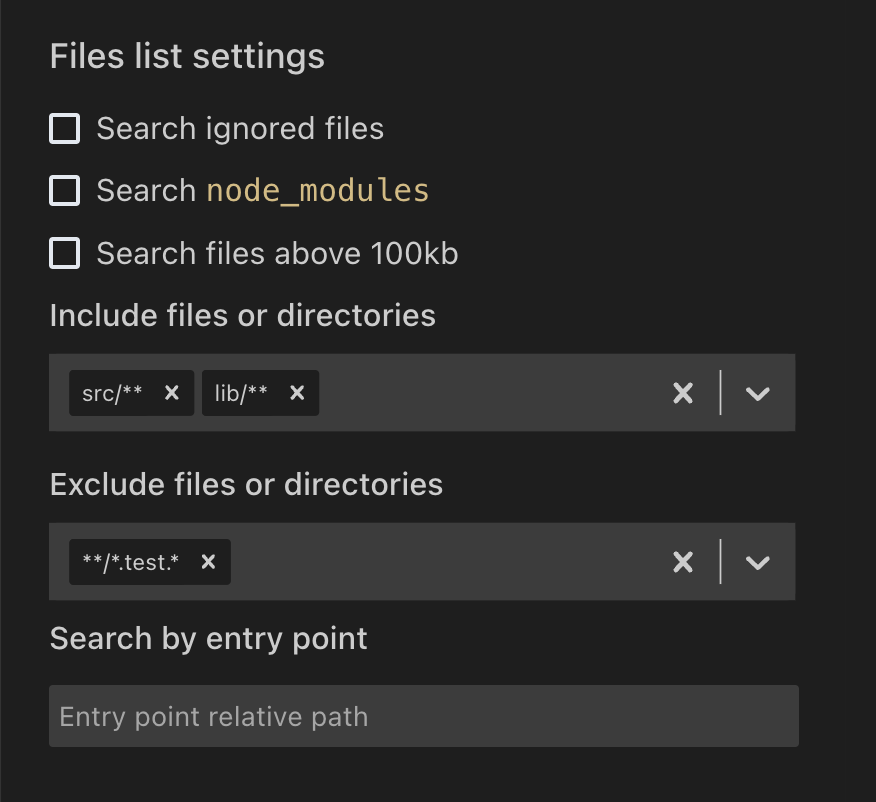 Files list settings
Search ignored files
Search node_modules
Search files above 100kb
Include files or directories
src/** lib/**
Exclude files or directories
**/*.test.*
Search by entry point
Entry point relative path